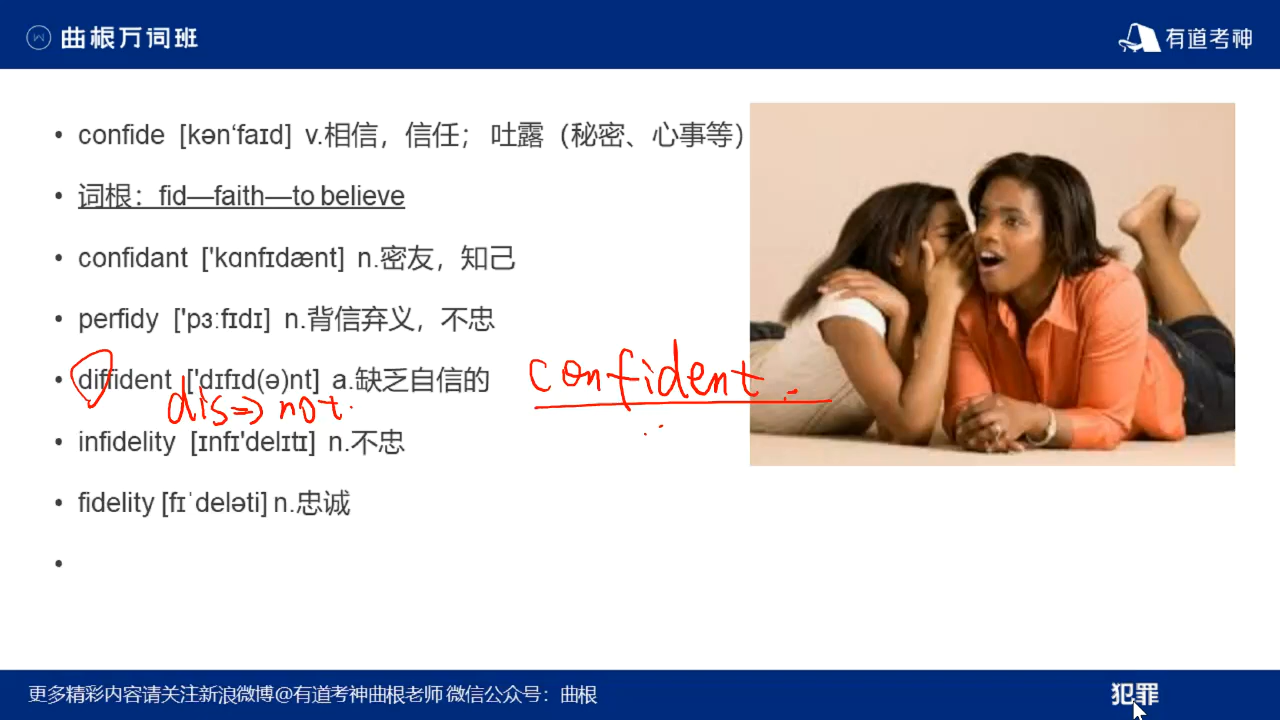 曲根万词班
有道考神
• confide [kən'faɪd] v.相信，信任； 吐露（秘密、心事等）
• 词根：fid—faith—to believe
• confidant ['kɑnfɪdænt] n.密友，知己
• perfidy ['pɜːfɪdɪ] n.背信弃义，不忠
• diffident ['dɪfɪd(ə)nt] a.缺乏自信的
confident
dis⇒not.
• infidelity [ɪnfɪ'delɪtɪ] n.不忠
• fidelity [fɪˈdeləti] n.忠诚
•
更多精彩内容请关注新浪微博@有道考神曲根老师 微信公众号：曲根
犯罪